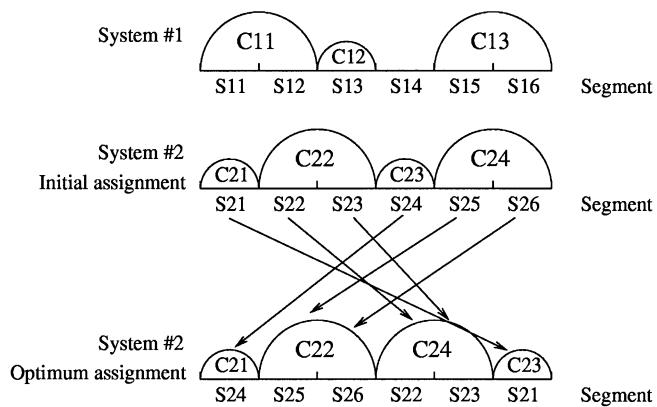 System #1
C11 C12 C13
S11 S12 S13 S14 S15 S16 Segment
System #2
Initial assignment
C21 C22 C23 C24
S21 S22 S23 S24 S25 S26 Segment
System #2
Optimum assignment
C21 C22 C24 C23
S24 S25 S26 S22 S23 S21 Segment